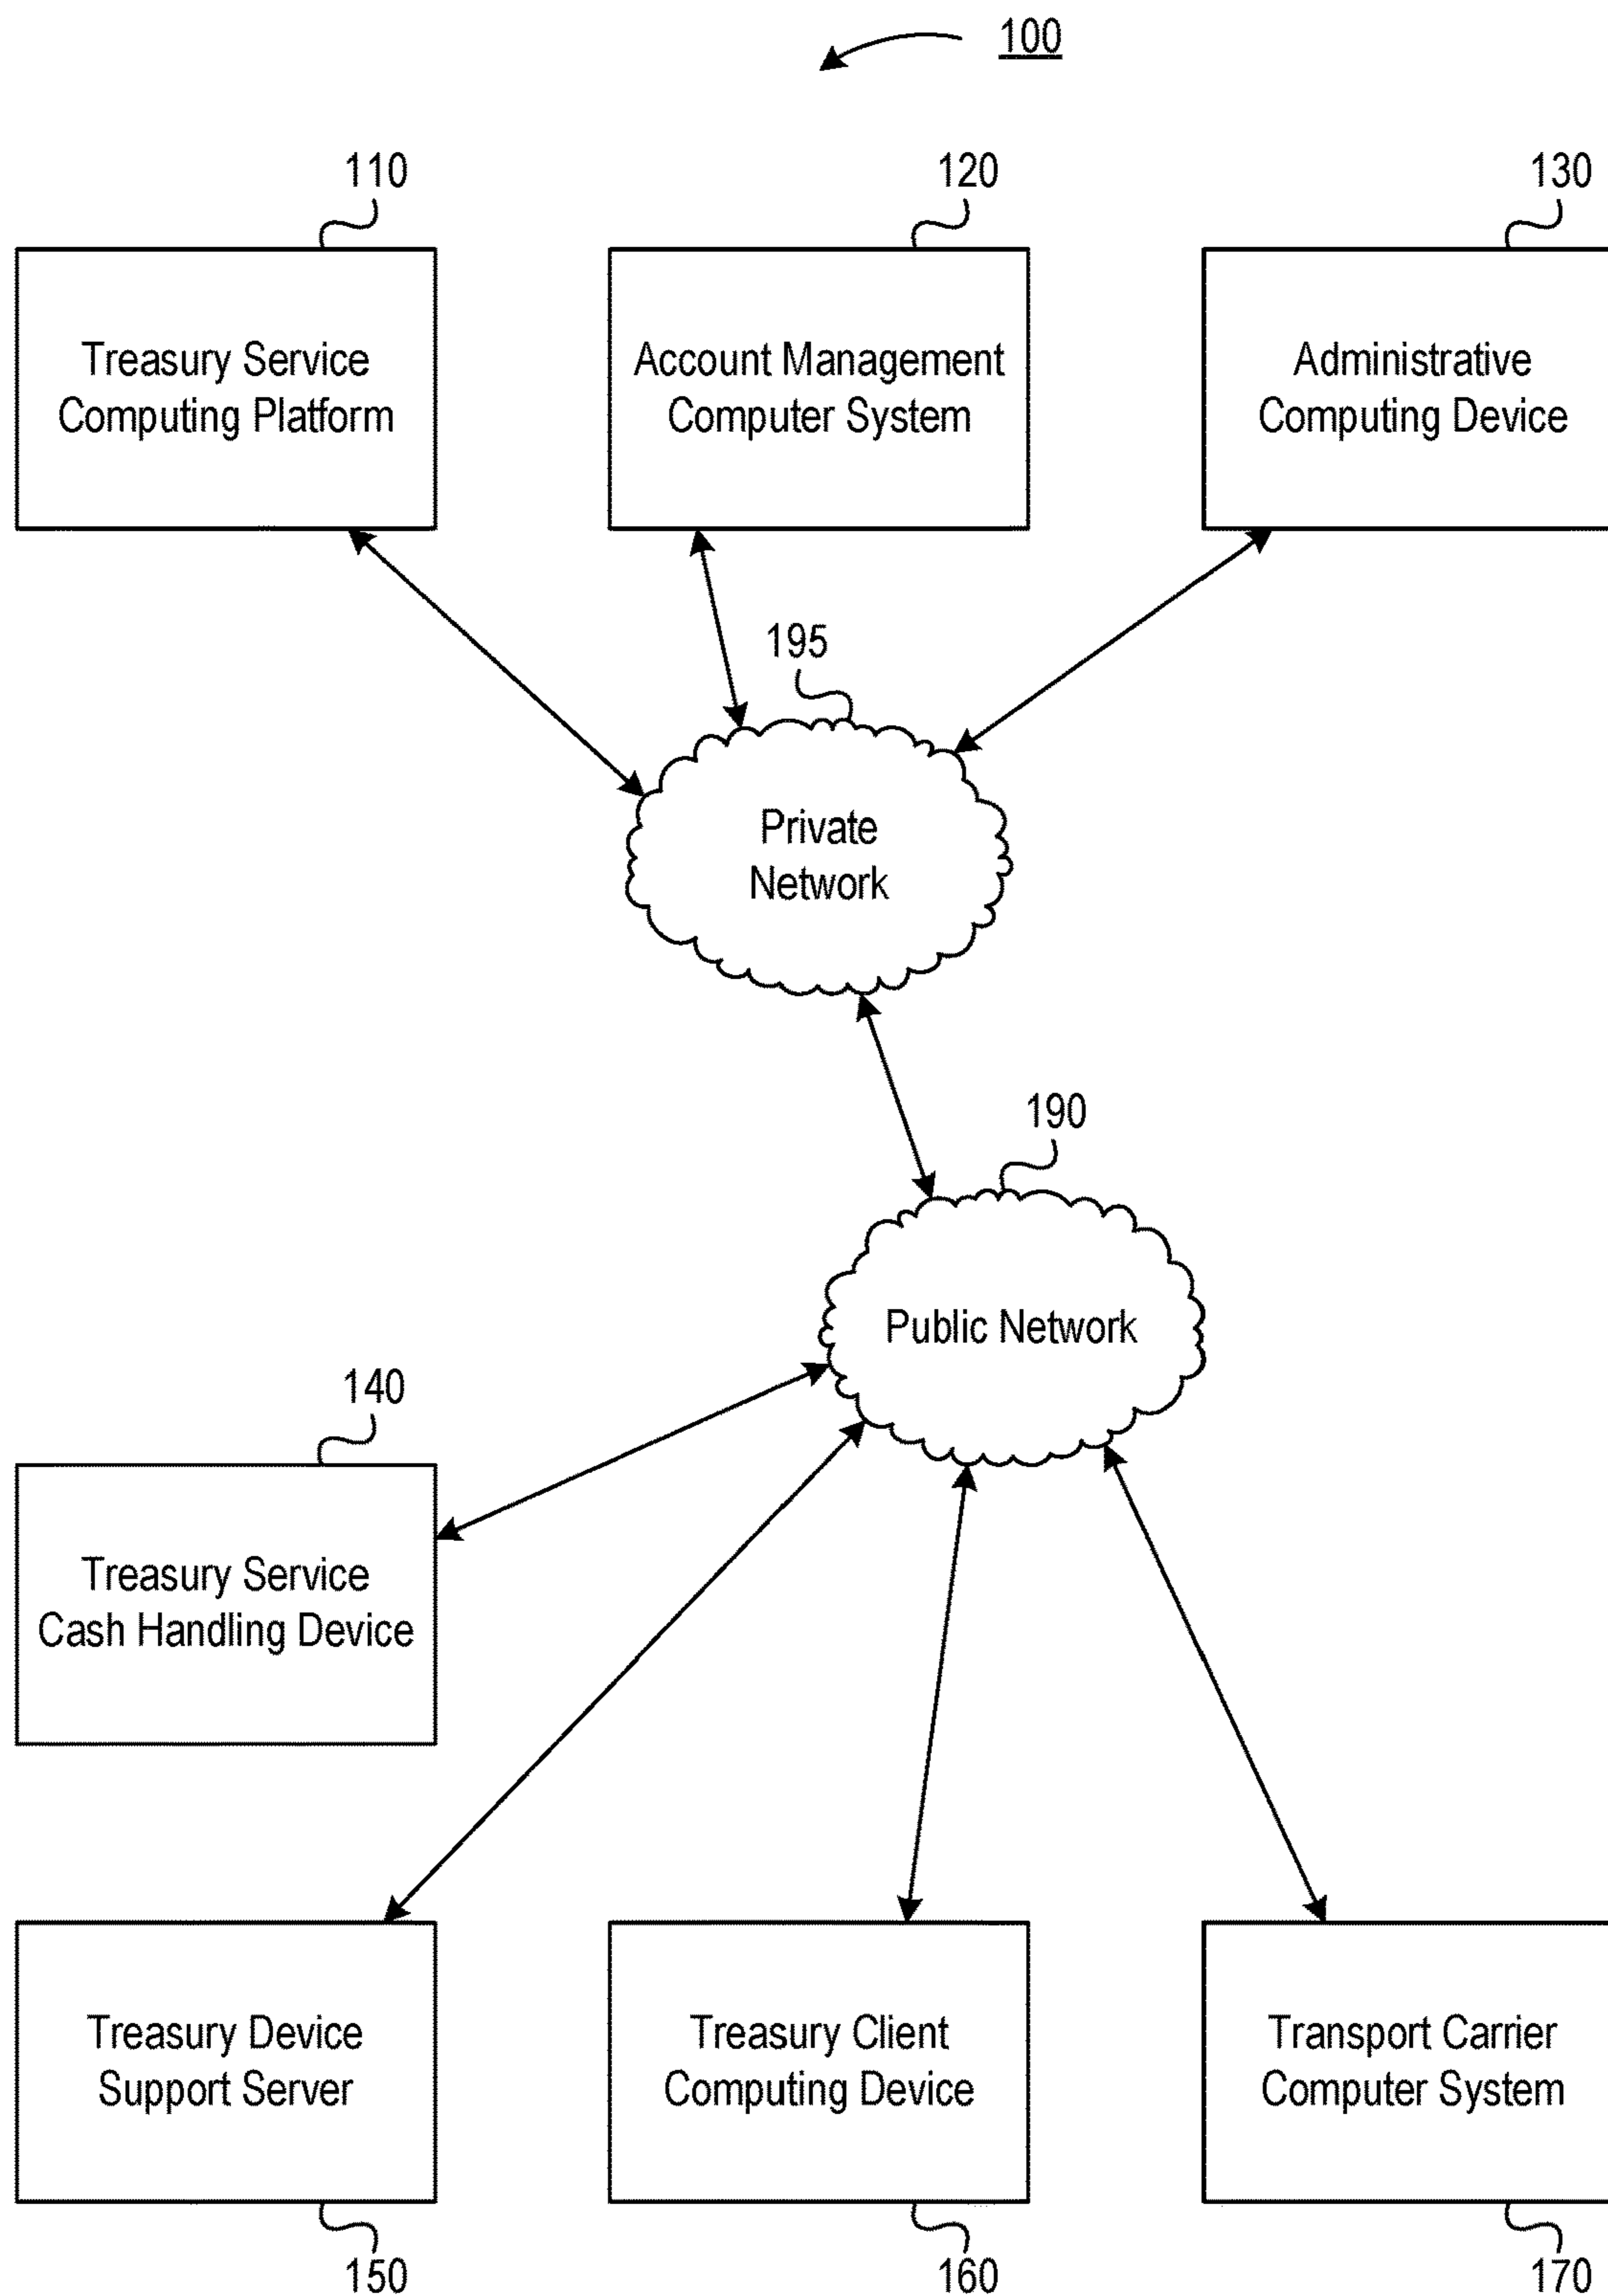 100
110
120
130
Treasury Service
Computing Platform
Account Management
Computer System
Administrative
Computing Device
195
Private
Network
190
Public Network
140
Treasury Service
Cash Handling Device
Treasury Device
Support Server
Treasury Client
Computing Device
Transport Carrier
Computer System
150
160
170